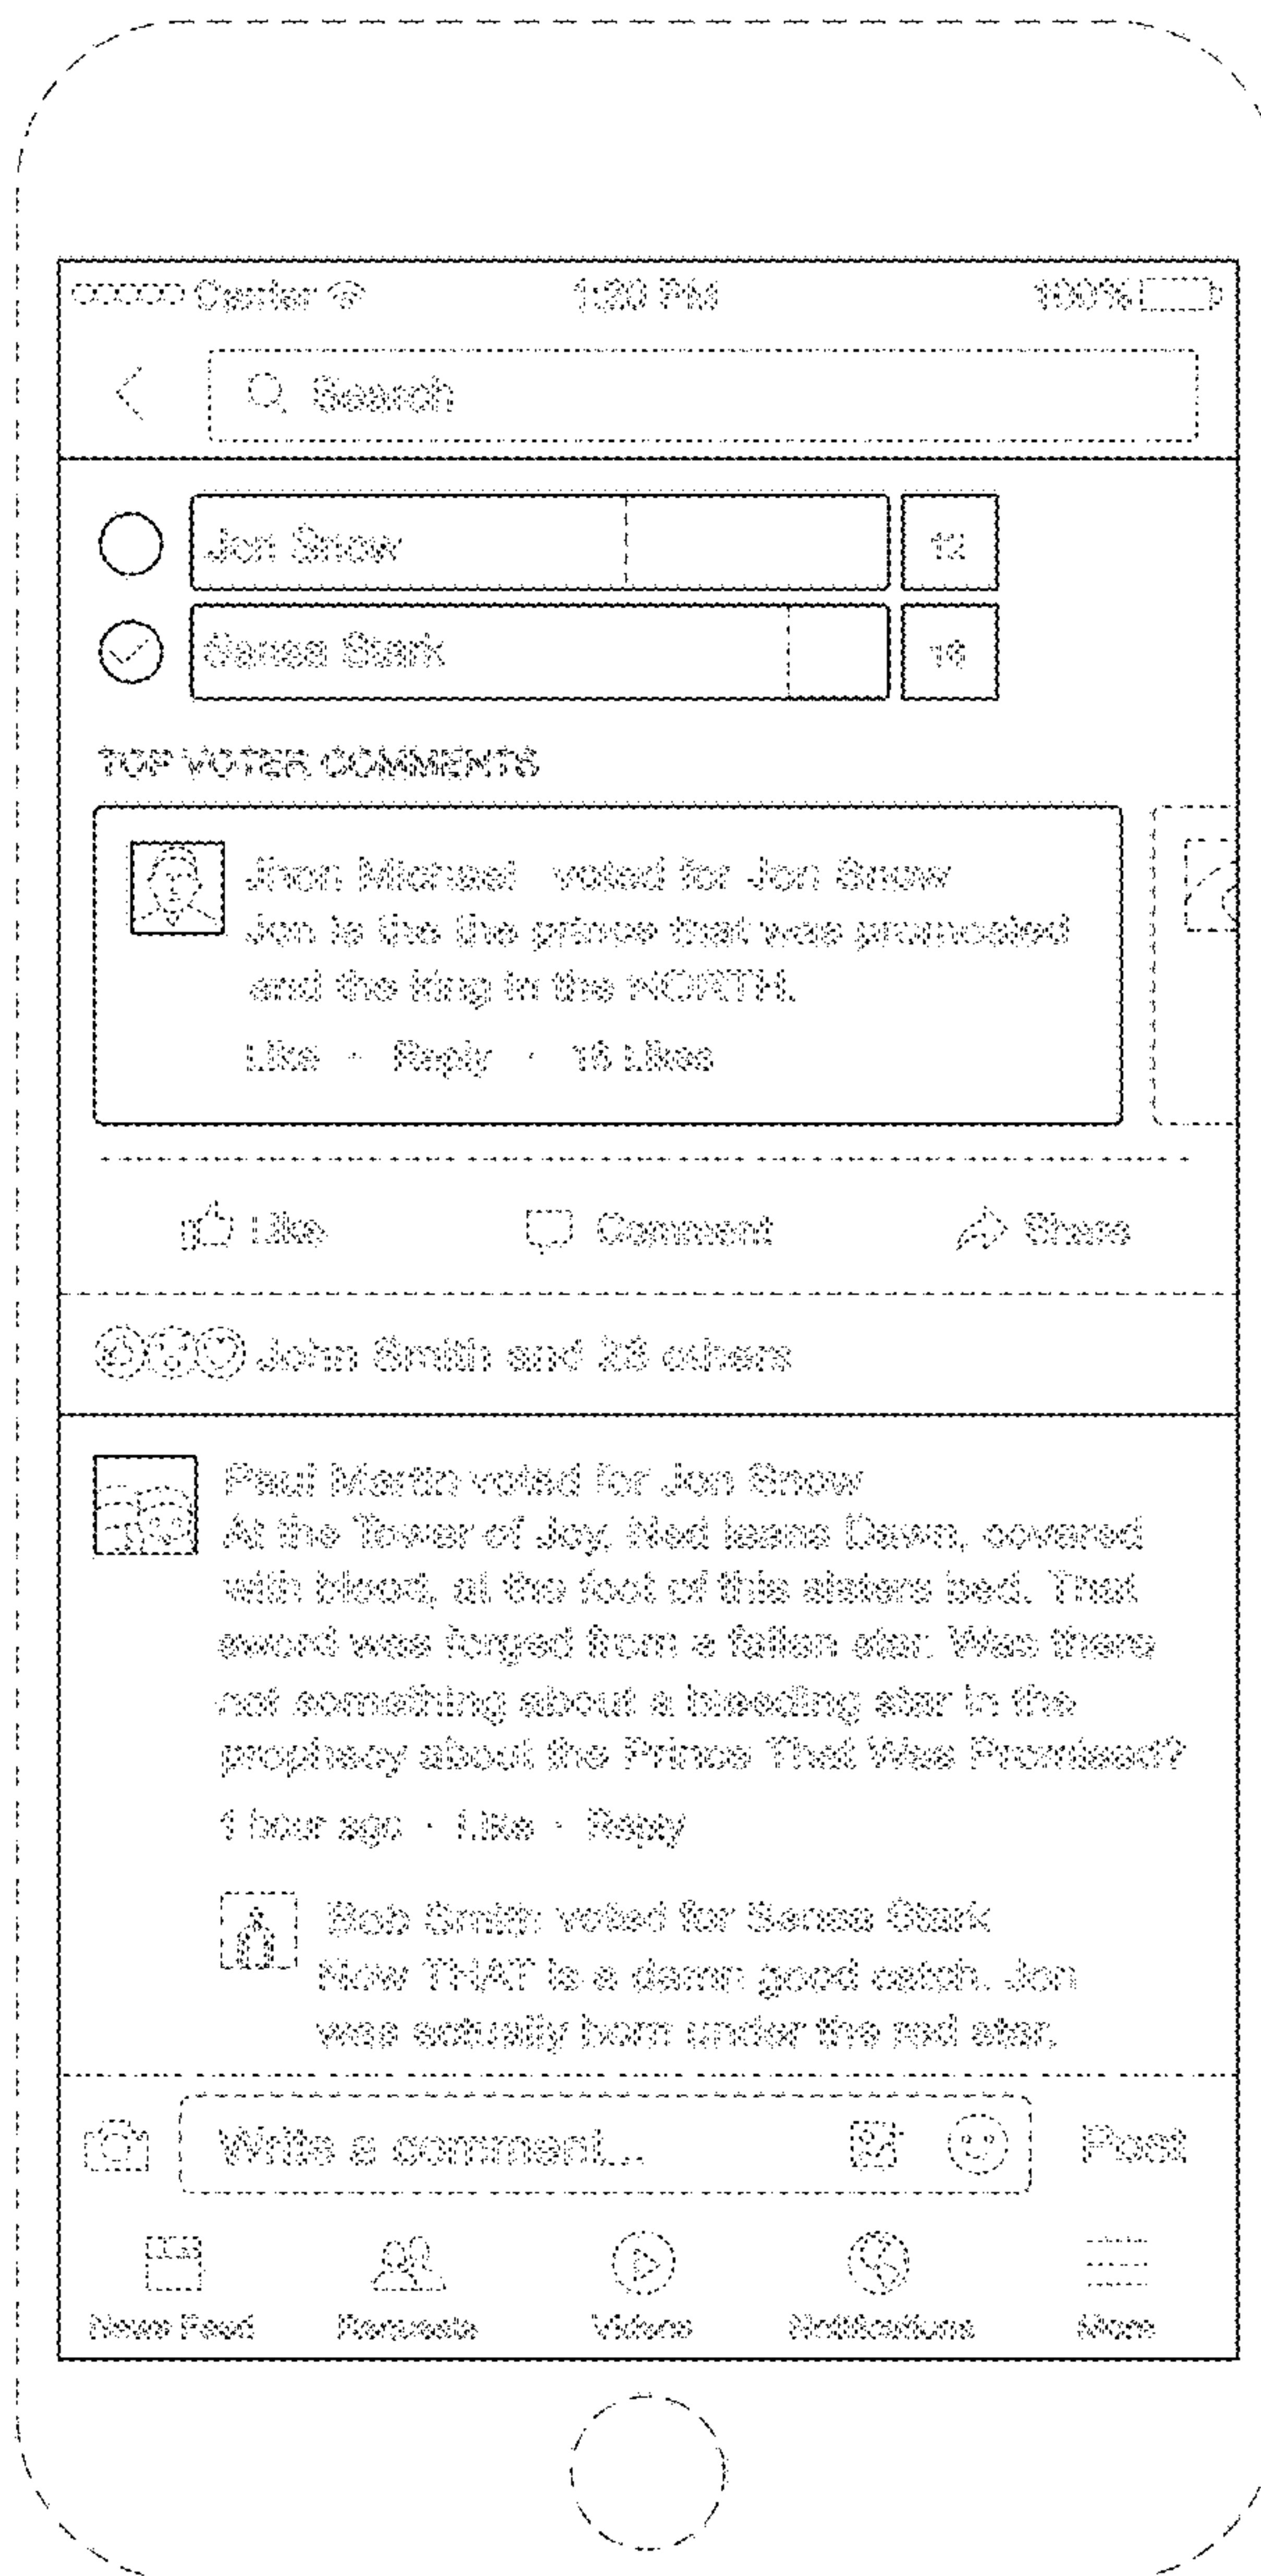 Carrier 1:20 PM 100%
Search
Jon Snow 12
Sansa Stark 16
TOP VOTER COMMENTS
Jhon Michael voted for Jon Snow
Jon is the the prince that was promosied
and the king in the NORTH.
Like · Reply · 16 Likes
Like Comment Share
John Smith and 28 others
Paul Martin voted for Jon Snow
At the Tower of Joy, Ned leans Dawn, covered
with blood, at the foot of this sisters bed. That
sword was forged from a fallen star. Was there
not something about a bleeding star in the
prophecy about the Prince That Was Promised?
1 hour ago · Like · Reply
Bob Smith voted for Sansa Stark
Now THAT is a damn good catch. Jon
was actually born under the red star.
Write a comment... Post
News Feed Requests Videos Notifications More